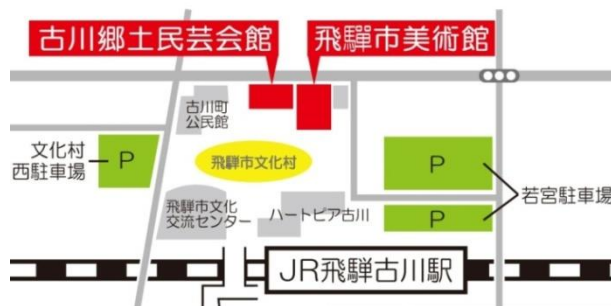 古川郷土民芸会館
飛騨市美術館
古川町
公民館
文化村
西駐車場
P
飛騨市文化村
P
P
若宮駐車場
飛騨市文化
交流センター
ハートピア古川
JR飛騨古川駅